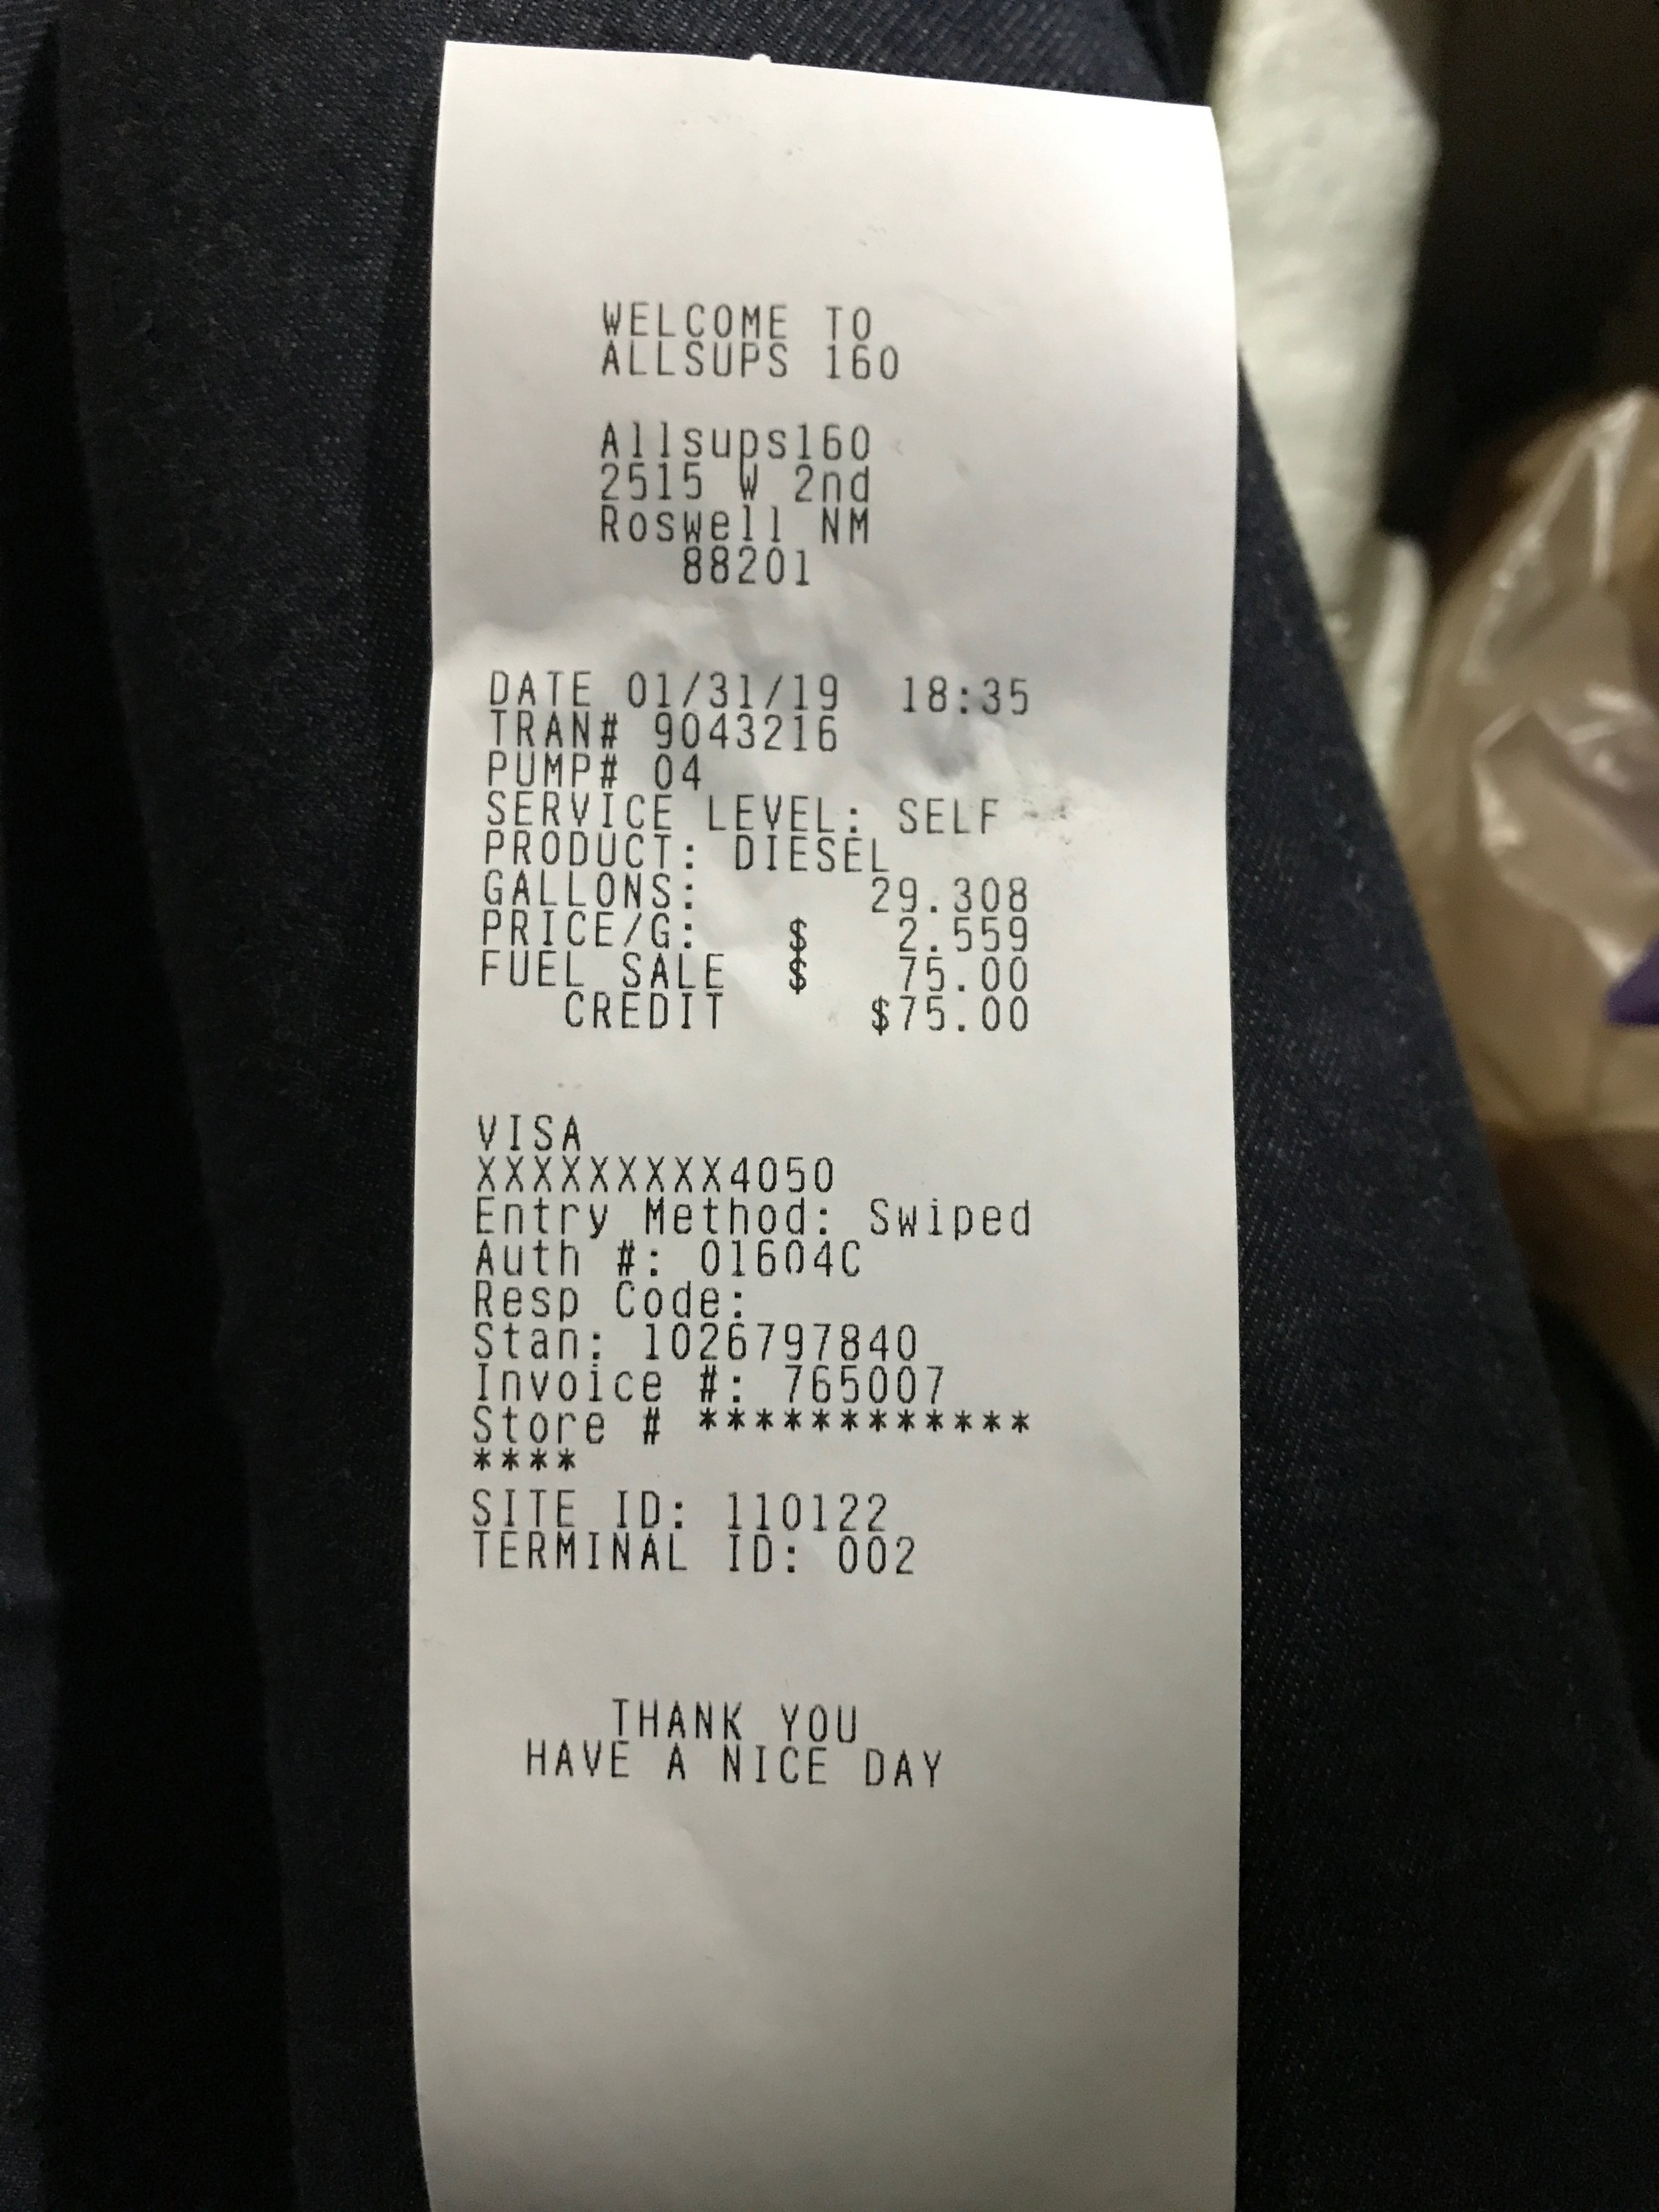 WELCOME TO
ALLSUPS 160
Allsups160
2515 W 2nd
Roswell NM
88201
DATE 01/31/19 18:35
TRAN# 9043216
PUMP# 04
SERVICE LEVEL: SELF
PRODUCT: DIESEL
GALLONS: 29.308
PRICE/G: $ 2.559
FUEL SALE $ 75.00
CREDIT $75.00
VISA
XXXXXXXXX4050
Entry Method: Swiped
Auth #: 01604C
Resp Code:
Stan: 1026797840
Invoice #: 765007
Store # ************
****
SITE ID: 110122
TERMINAL ID: 002
THANK YOU
HAVE A NICE DAY